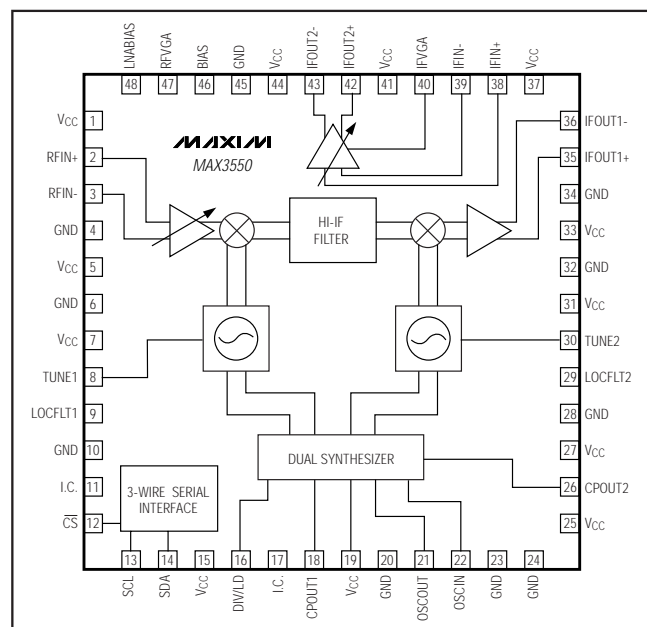 LNABIAS
RFVGA
BIAS
GND
VCC
IFOUT2-
IFOUT2+
VCC
IFVGA
IFIN-
IFIN+
VCC
48 47 46 45 44 43 42 41 40 39 38 37
VCC 1
RFIN+ 2
RFIN- 3
GND 4
VCC 5
GND 6
VCC 7
TUNE1 8
LOCFLT1 9
GND 10
I.C. 11
CS 12
MAXIM
MAX3550
HI-IF
FILTER
DUAL SYNTHESIZER
3-WIRE SERIAL
INTERFACE
36 IFOUT1-
35 IFOUT1+
34 GND
33 VCC
32 GND
31 VCC
30 TUNE2
29 LOCFLT2
28 GND
27 VCC
26 CPOUT2
25 VCC
13 14 15 16 17 18 19 20 21 22 23 24
SCL
SDA
VCC
DIV/LD
I.C.
CPOUT1
VCC
GND
OSCOUT
OSCIN
GND
GND